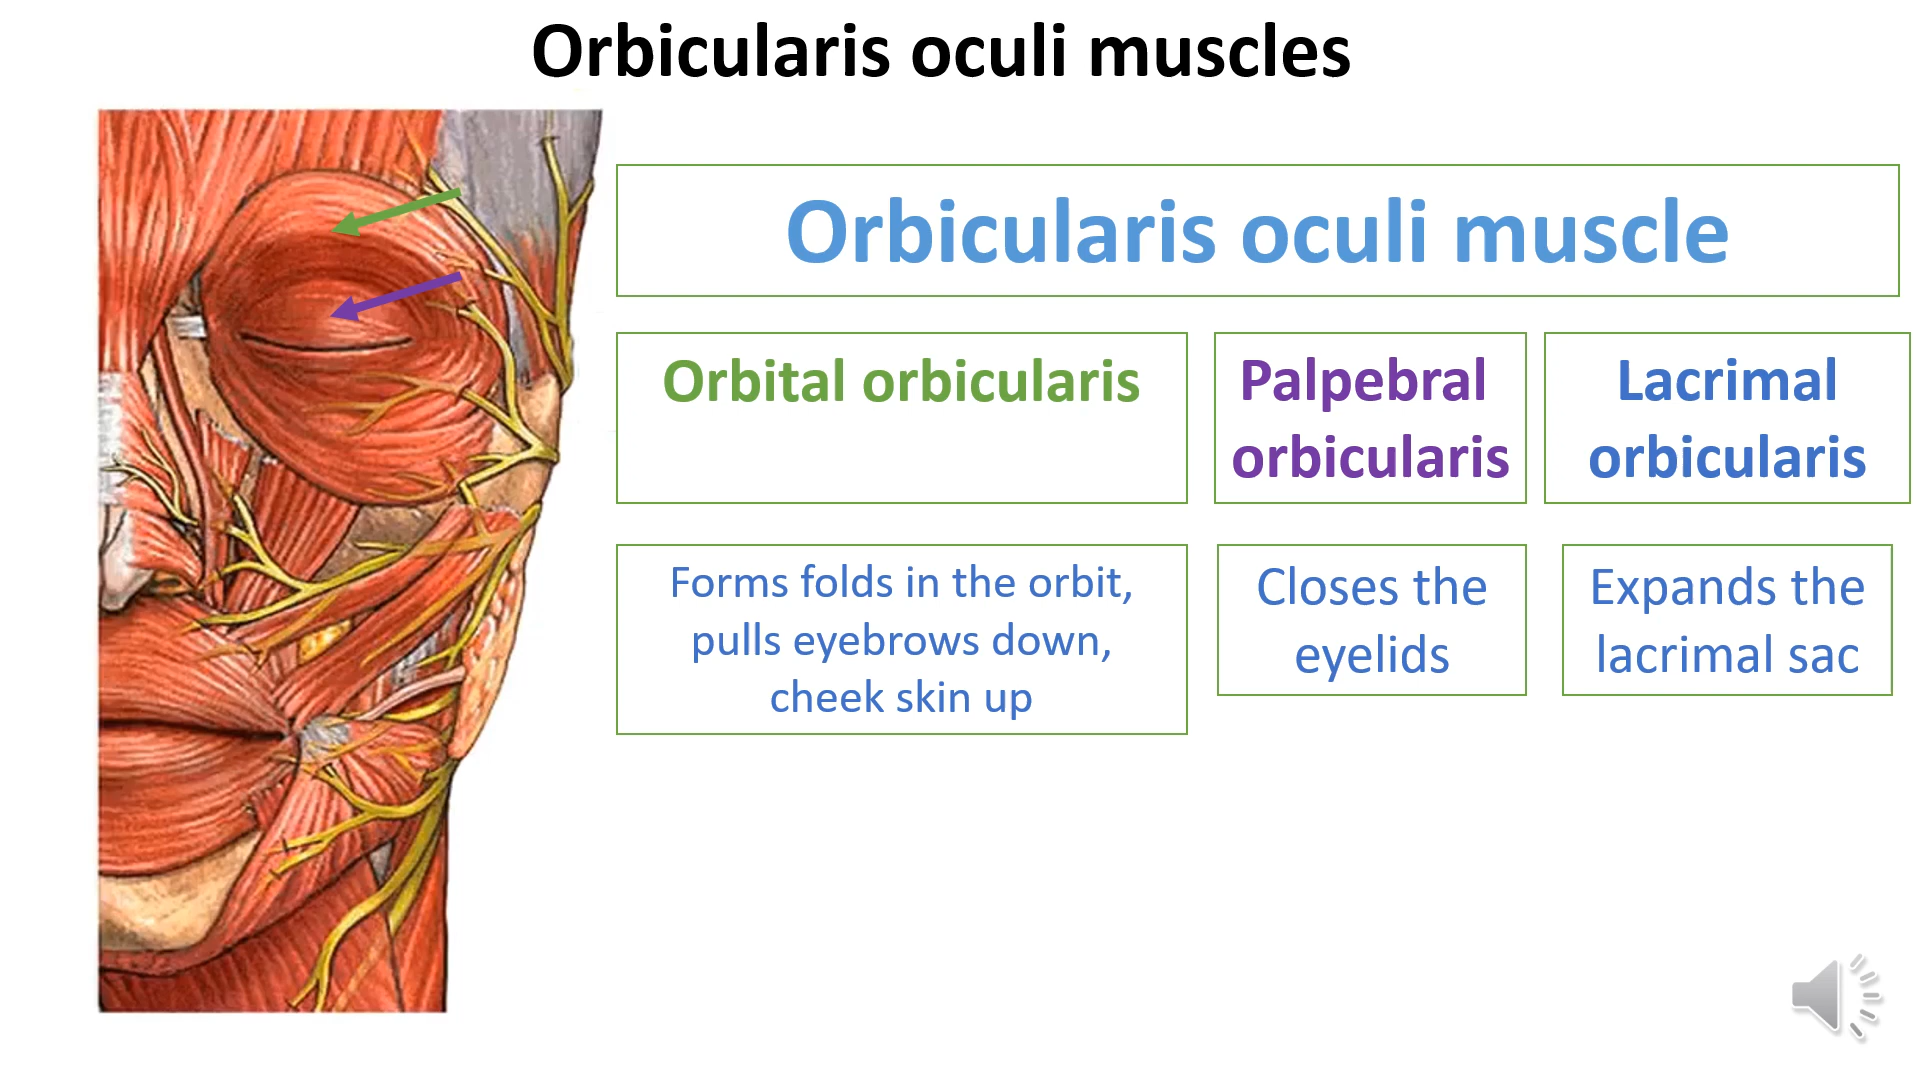 Orbicularis oculi muscles
Orbicularis oculi muscle
Orbital orbicularis
Palpebral
orbicularis
Lacrimal
orbicularis
Forms folds in the orbit,
pulls eyebrows down,
cheek skin up
Closes the
eyelids
Expands the
lacrimal sac